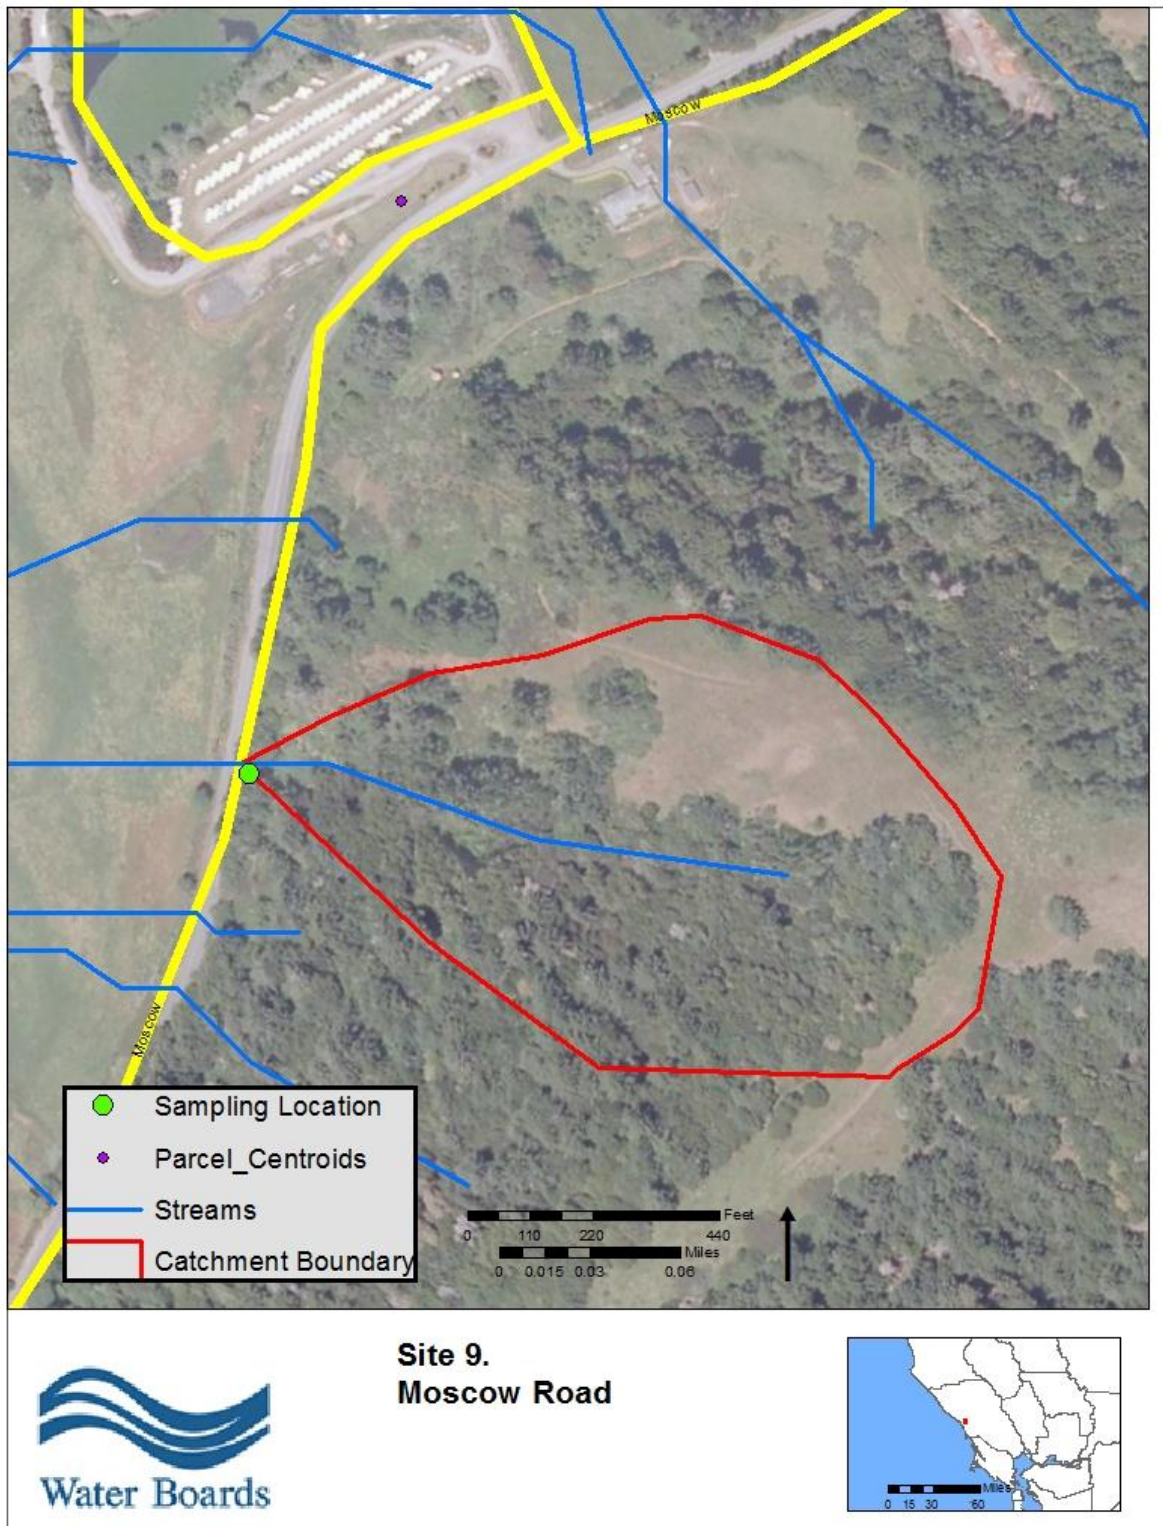 Moscow
Moscow
Sampling Location
Parcel_Centroids
Streams
Catchment Boundary
Feet
0 110 220 440
Miles
0 0.015 0.03 0.06
Site 9.
Moscow Road
Water Boards
Miles
0 15 30 60